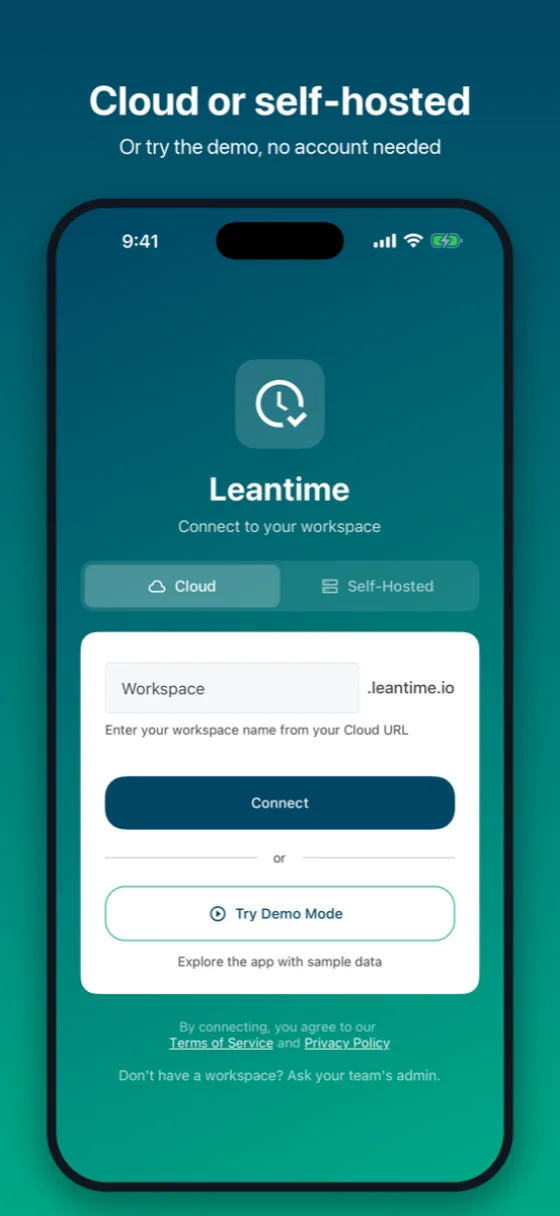 Cloud or self-hosted
Or try the demo, no account needed
9:41
Leantime
Connect to your workspace
Cloud
Self-Hosted
Workspace
.leantime.io
Enter your workspace name from your Cloud URL
Connect
or
Try Demo Mode
Explore the app with sample data
By connecting, you agree to our
Terms of Service and Privacy Policy
Don't have a workspace? Ask your team's admin.